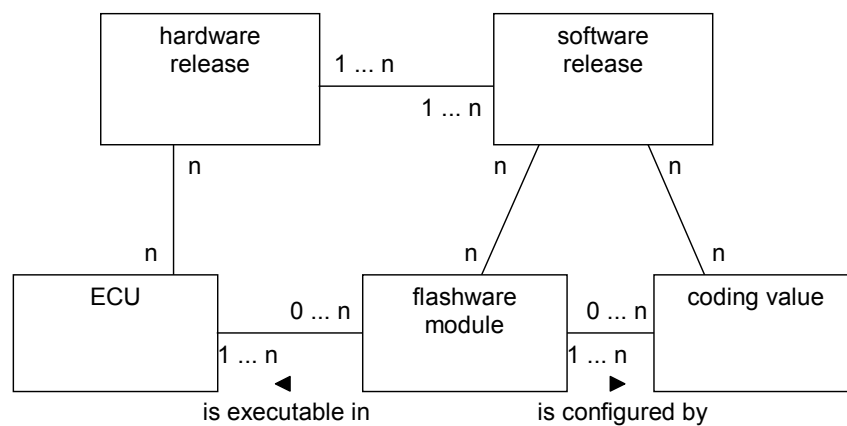 hardware
release
software
release
1 ... n
1 ... n
n
n
n
n
n
n
ECU
flashware
module
coding value
0 ... n
0 ... n
1 ... n
1 ... n
is executable in
is configured by